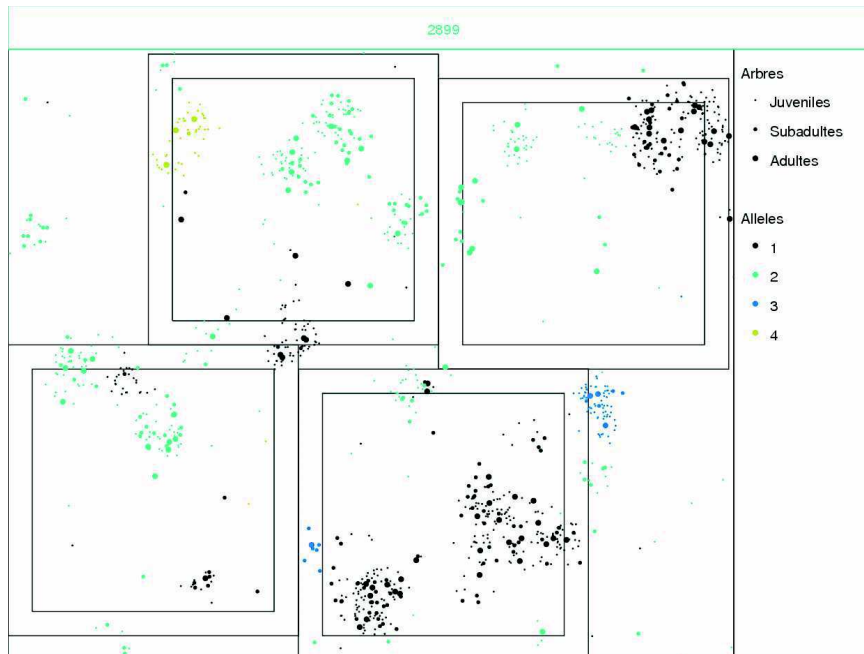 2899
Arbres
Juveniles
Subadultes
Adultes
Alleles
1
2
3
4